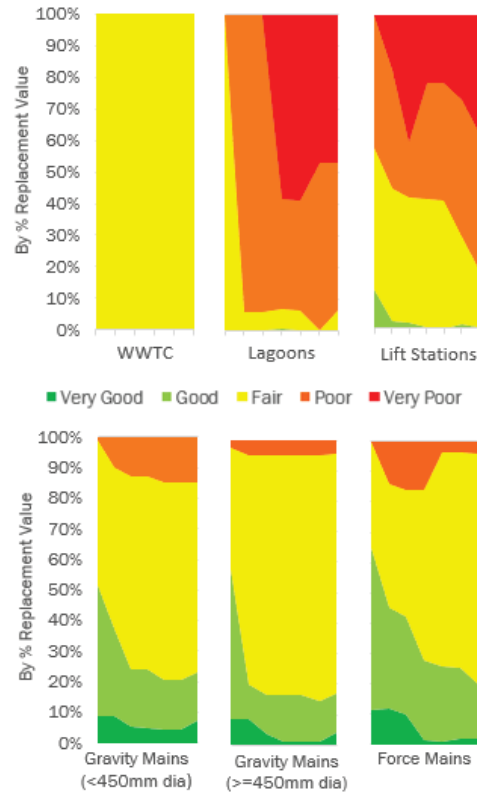 By % Replacement Value
100%
90%
80%
70%
60%
50%
40%
30%
20%
10%
0%
WWTC
Lagoons
Lift Stations
Very Good Good Fair Poor Very Poor
By % Replacement Value
100%
90%
80%
70%
60%
50%
40%
30%
20%
10%
0%
Gravity Mains
(<450mm dia)
Gravity Mains
(>=450mm dia)
Force Mains